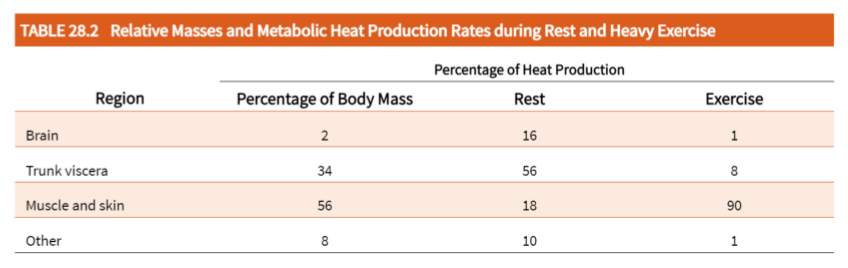 TABLE 28.2 Relative Masses and Metabolic Heat Production Rates during Rest and Heavy Exercise
Percentage of Heat Production
Region Percentage of Body Mass Rest Exercise
Brain 2 16 1
Trunk viscera 34 56 8
Muscle and skin 56 18 90
Other 8 10 1